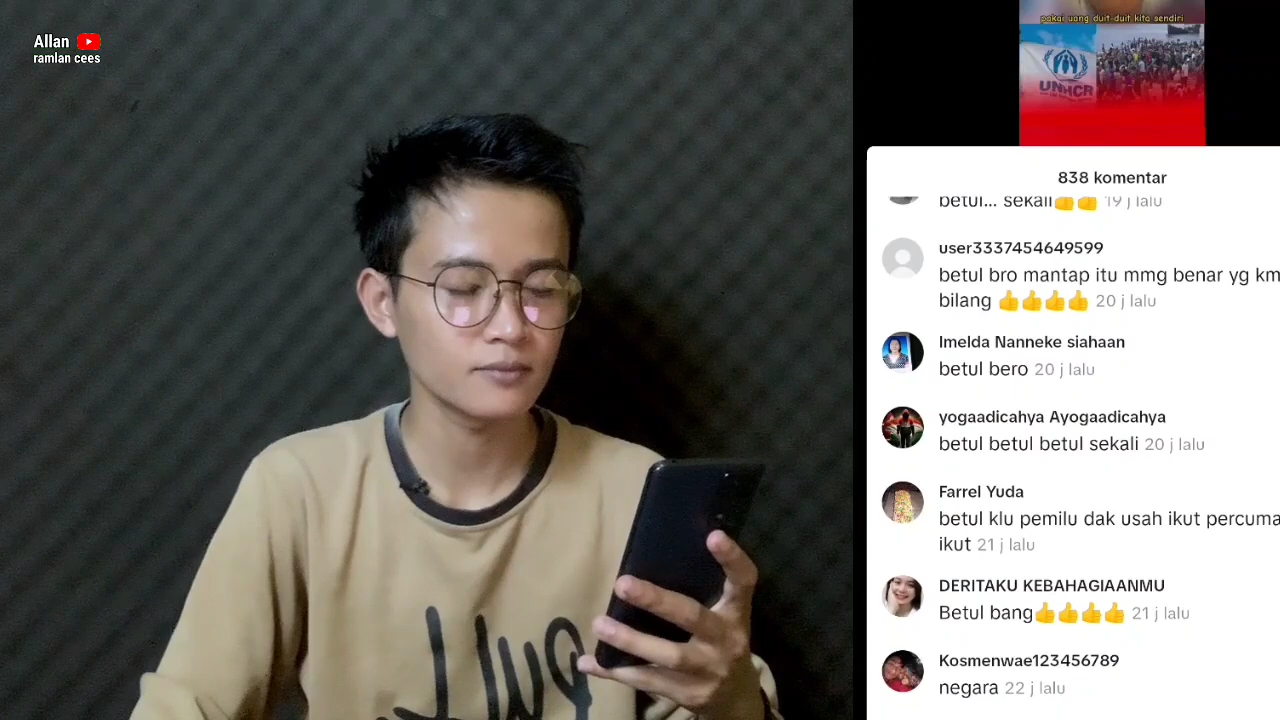 Allan
ramlan cees
pakai uang duit-duit kita sendiri
UNHCR
838 komentar
betul... sekali👍👍 19 j lalu
user3337454649599
betul bro mantap itu mmg benar yg km
bilang 👍👍👍👍 20 j lalu
Imelda Nanneke siahaan
betul bero 20 j lalu
yogaadicahya Ayogaadicahya
betul betul betul sekali 20 j lalu
Farrel Yuda
betul klu pemilu dak usah ikut percuma
ikut 21 j lalu
DERITAKU KEBAHAGIAANMU
Betul bang👍👍👍👍 21 j lalu
Kosmenwae123456789
negara 22 j lalu